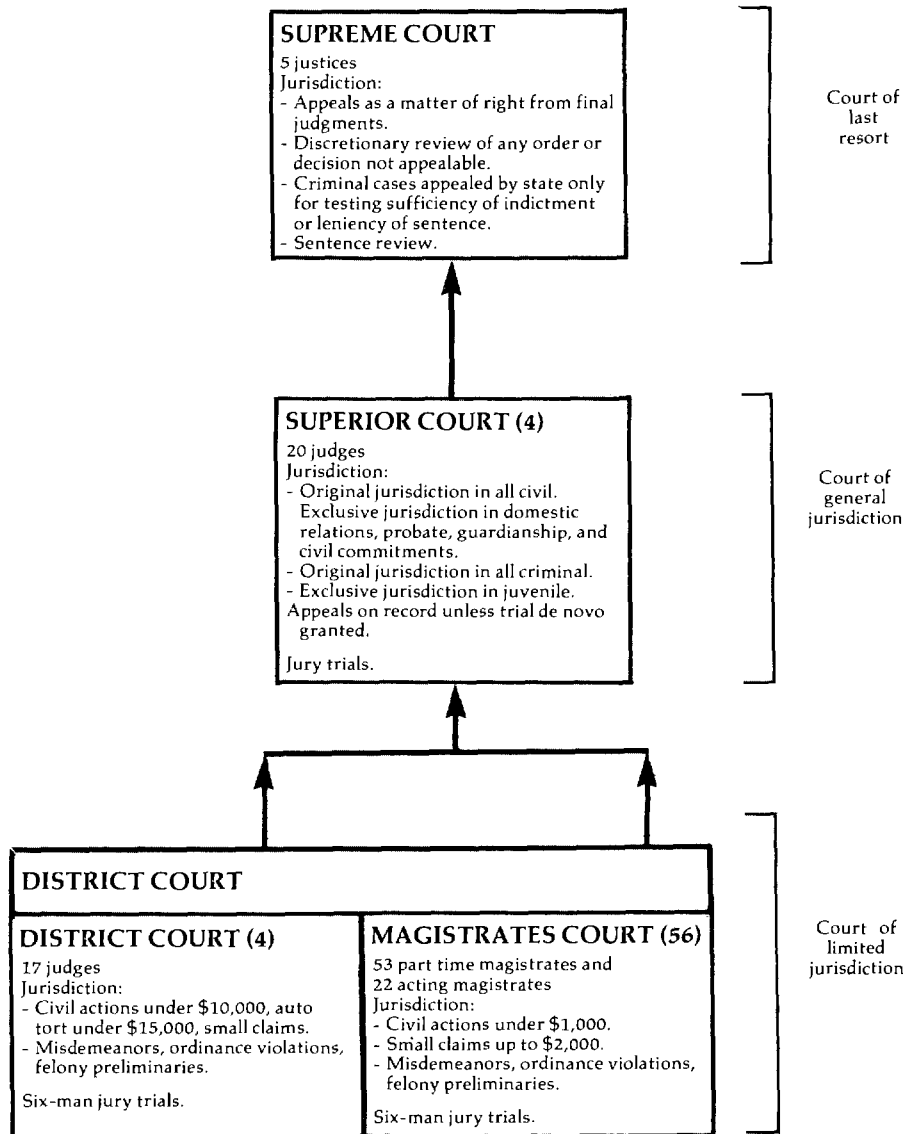 SUPREME COURT
5 justices
Jurisdiction:
- Appeals as a matter of right from final
judgments.
- Discretionary review of any order or
decision not appealable.
- Criminal cases appealed by state only
for testing sufficiency of indictment
or leniency of sentence.
- Sentence review.
Court of
last
resort
SUPERIOR COURT (4)
20 judges
Jurisdiction:
- Original jurisdiction in all civil.
Exclusive jurisdiction in domestic
relations, probate, guardianship, and
civil commitments.
- Original jurisdiction in all criminal.
- Exclusive jurisdiction in juvenile.
Appeals on record unless trial de novo
granted.
Jury trials.
Court of
general
jurisdiction
DISTRICT COURT
DISTRICT COURT (4)
17 judges
Jurisdiction:
- Civil actions under $10,000, auto
tort under $15,000, small claims.
- Misdemeanors, ordinance violations,
felony preliminaries.
Six-man jury trials.
MAGISTRATES COURT (56)
53 part time magistrates and
22 acting magistrates
Jurisdiction:
- Civil actions under $1,000.
- Small claims up to $2,000.
- Misdemeanors, ordinance violations,
felony preliminaries.
Six-man jury trials.
Court of
limited
jurisdiction